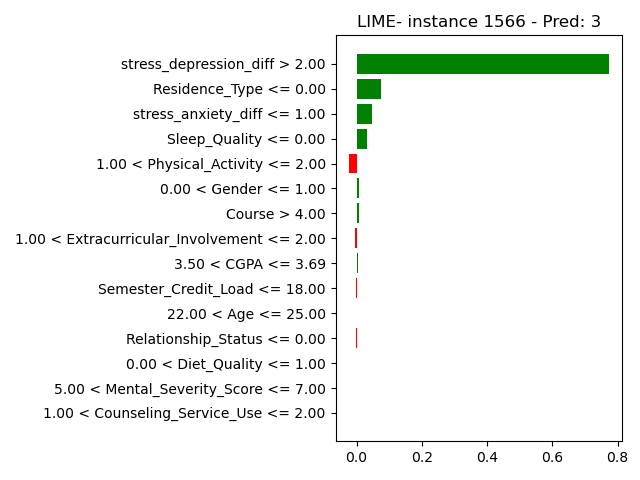 LIME- instance 1566 - Pred: 3
stress_depression_diff > 2.00
Residence_Type <= 0.00
stress_anxiety_diff <= 1.00
Sleep_Quality <= 0.00
1.00 < Physical_Activity <= 2.00
0.00 < Gender <= 1.00
Course > 4.00
1.00 < Extracurricular_Involvement <= 2.00
3.50 < CGPA <= 3.69
Semester_Credit_Load <= 18.00
22.00 < Age <= 25.00
Relationship_Status <= 0.00
0.00 < Diet_Quality <= 1.00
5.00 < Mental_Severity_Score <= 7.00
1.00 < Counseling_Service_Use <= 2.00
0.0 0.2 0.4 0.6 0.8